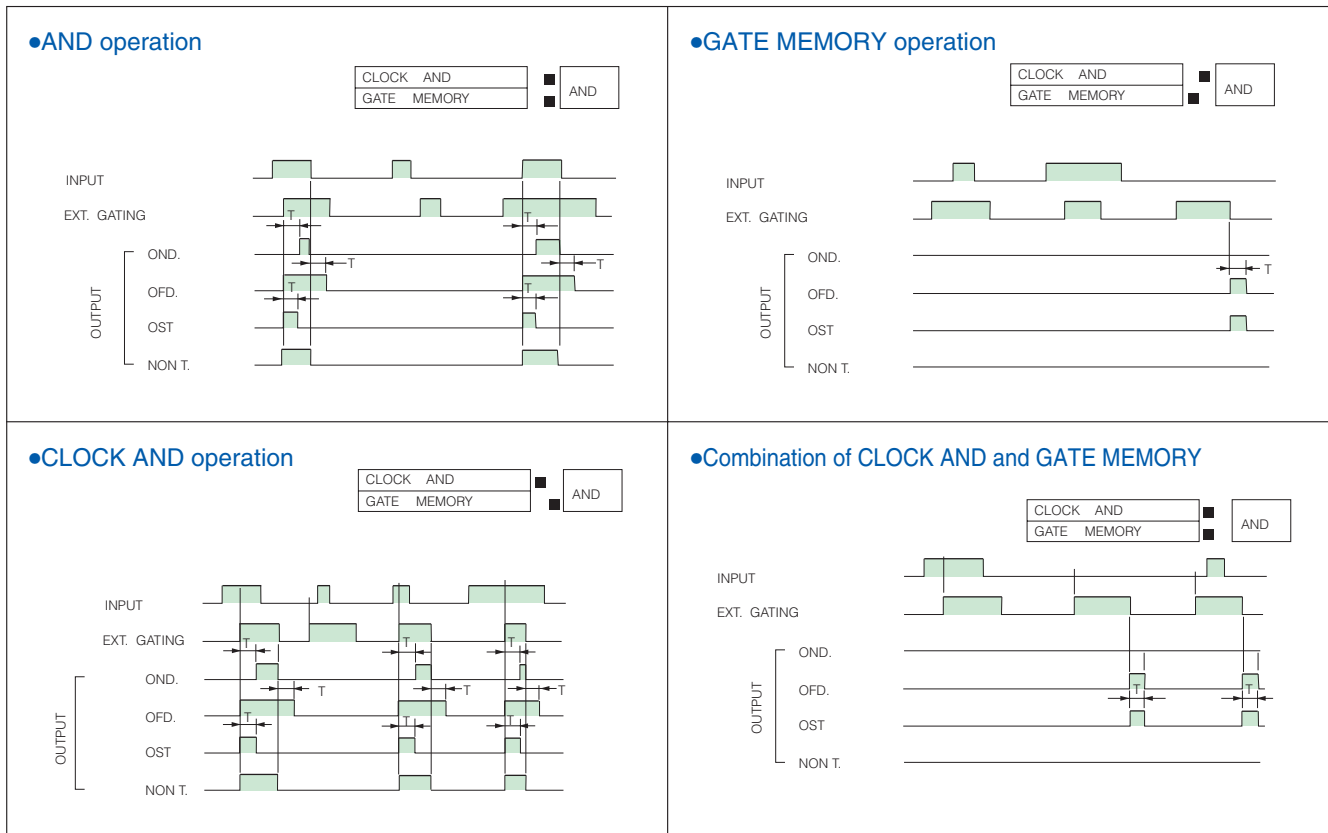 ●AND operation
CLOCK AND
GATE MEMORY
AND
INPUT
EXT. GATING
T
T
OND.
T
T
OFD.
T
T
OUTPUT
OST
NON T.
●GATE MEMORY operation
CLOCK AND
GATE MEMORY
AND
INPUT
EXT. GATING
OND.
T
OFD.
OUTPUT
OST
NON T.
●CLOCK AND operation
CLOCK AND
GATE MEMORY
AND
INPUT
EXT. GATING
T
T
T
OND.
T
T
T
OFD.
T
T
T
OUTPUT
OST
NON T.
●Combination of CLOCK AND and GATE MEMORY
CLOCK AND
GATE MEMORY
AND
INPUT
EXT. GATING
OND.
OFD.
T
T
OUTPUT
OST
NON T.